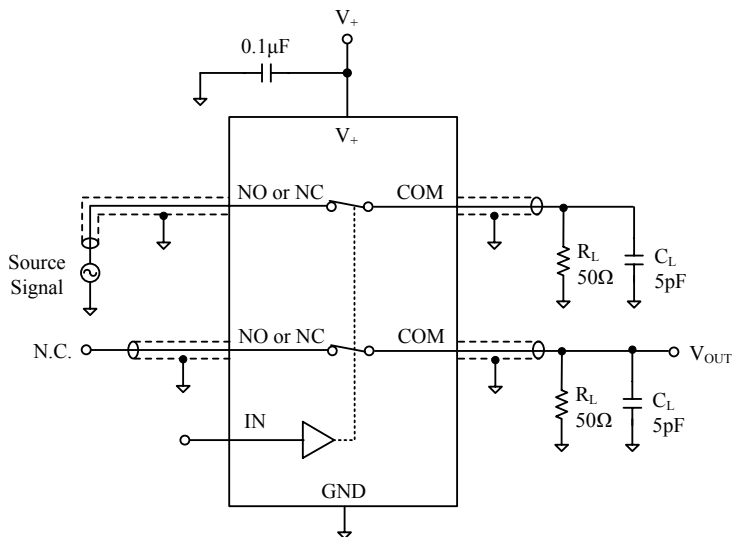 V+
0.1µF
V+
NO or NC
COM
Source
Signal
RL
50Ω
CL
5pF
NO or NC
COM
N.C.
VOUT
RL
50Ω
CL
5pF
IN
GND